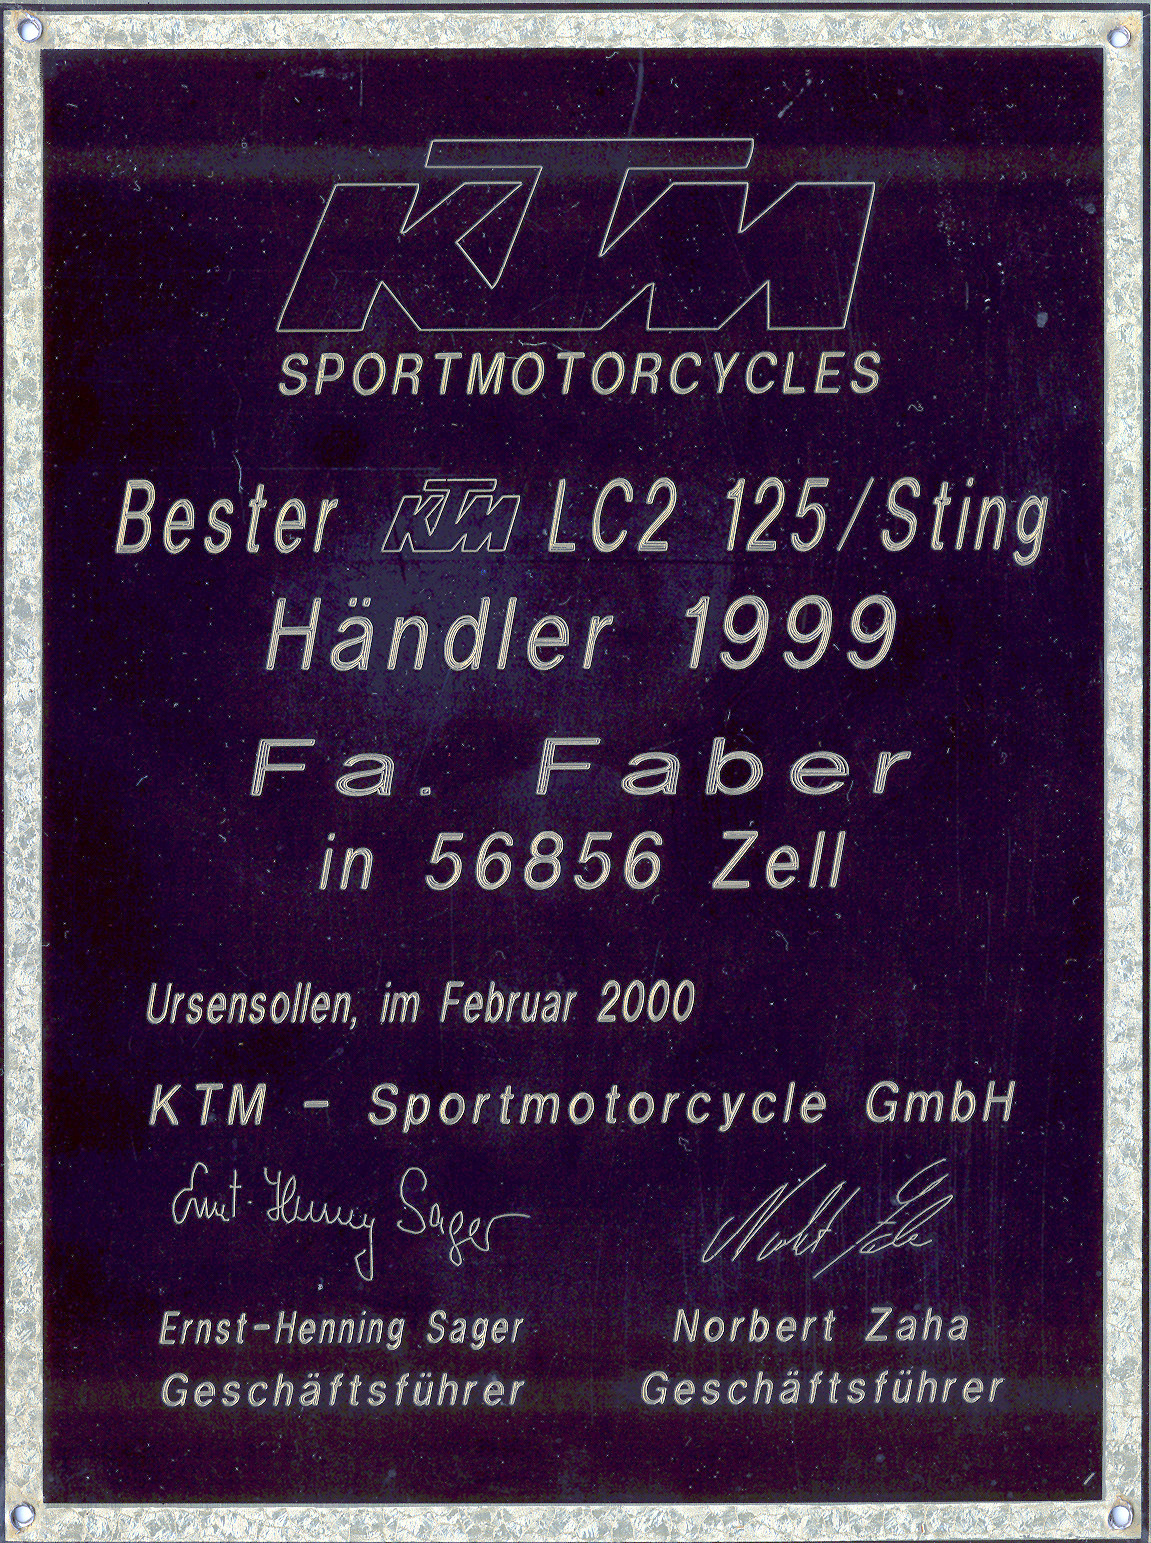 KTM
SPORTMOTORCYCLES
Bester KTM LC2 125/Sting
Händler 1999
Fa. Faber
in 56856 Zell
Ursensollen, im Februar 2000
KTM - Sportmotorcycle GmbH
Ernst-Henning Sager
Ernst-Henning Sager Norbert Zaha
Geschäftsführer Geschäftsführer